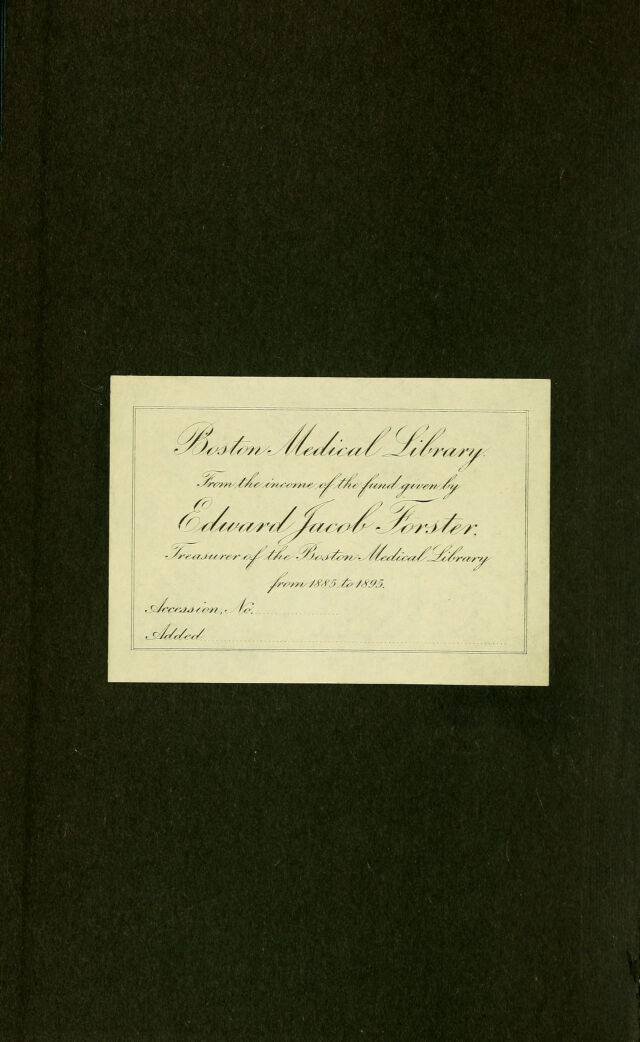 Boston Medical Library.
From the income of the fund given by
Edward Jacob Forster.
Treasurer of the Boston Medical Library
from 1885 to 1895.
Accession, No.
Added